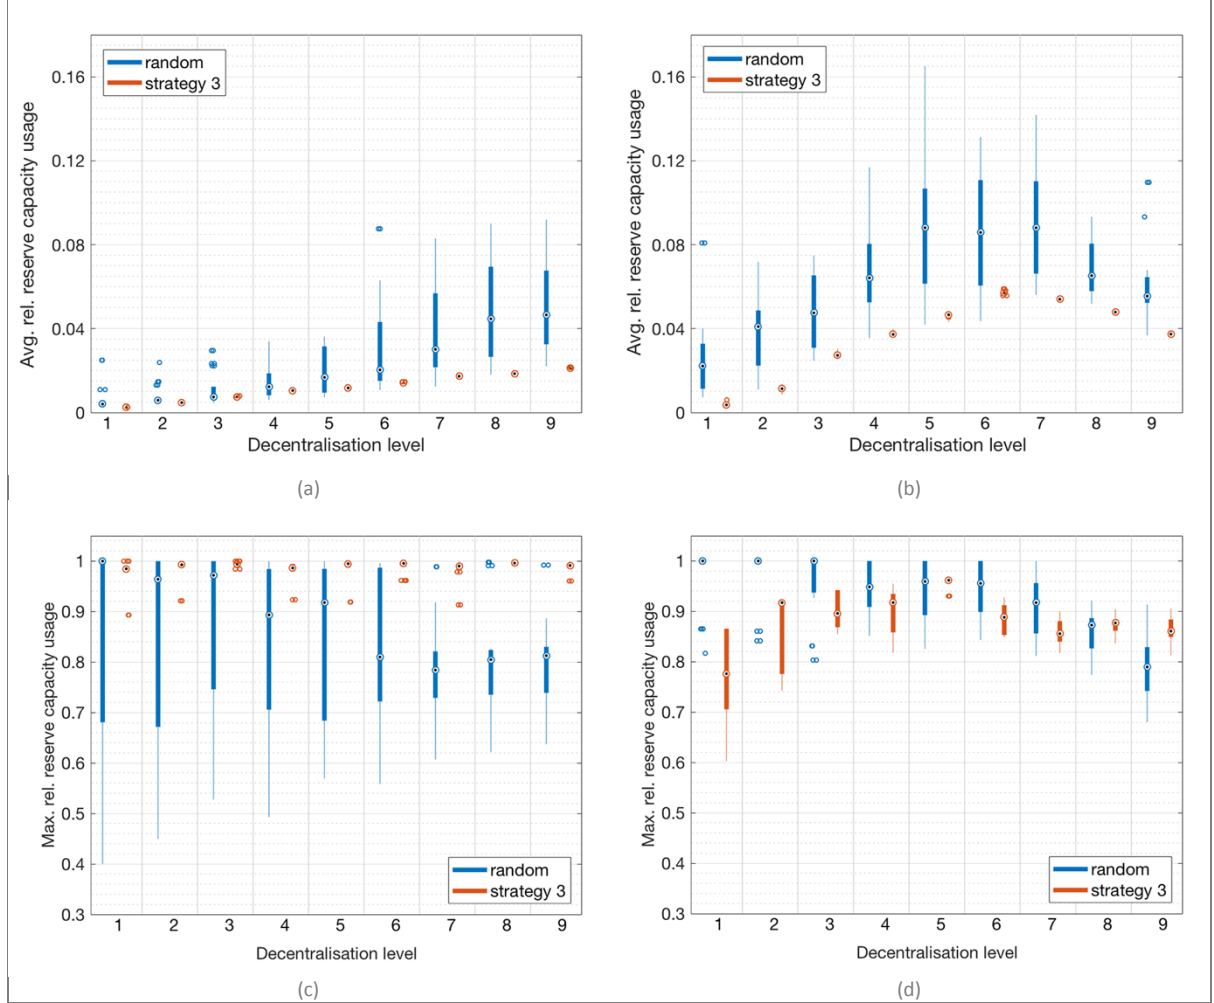 random
strategy 3
0.16
0.12
0.08
0.04
0
Avg. rel. reserve capacity usage
1 2 3 4 5 6 7 8 9
Decentralisation level
(a)
random
strategy 3
0.16
0.12
0.08
0.04
0
Avg. rel. reserve capacity usage
1 2 3 4 5 6 7 8 9
Decentralisation level
(b)
1
0.9
0.8
0.7
0.6
0.5
0.4
0.3
Max. rel. reserve capacity usage
random
strategy 3
1 2 3 4 5 6 7 8 9
Decentralisation level
(c)
1
0.9
0.8
0.7
0.6
0.5
0.4
0.3
Max. rel. reserve capacity usage
random
strategy 3
1 2 3 4 5 6 7 8 9
Decentralisation level
(d)